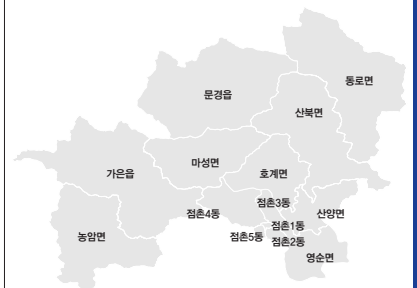 동로면
문경읍
산북면
마성면
가은읍
호계면
점촌3동
점촌4동
산양면
점촌1동
농암면
점촌5동
점촌2동
영순면